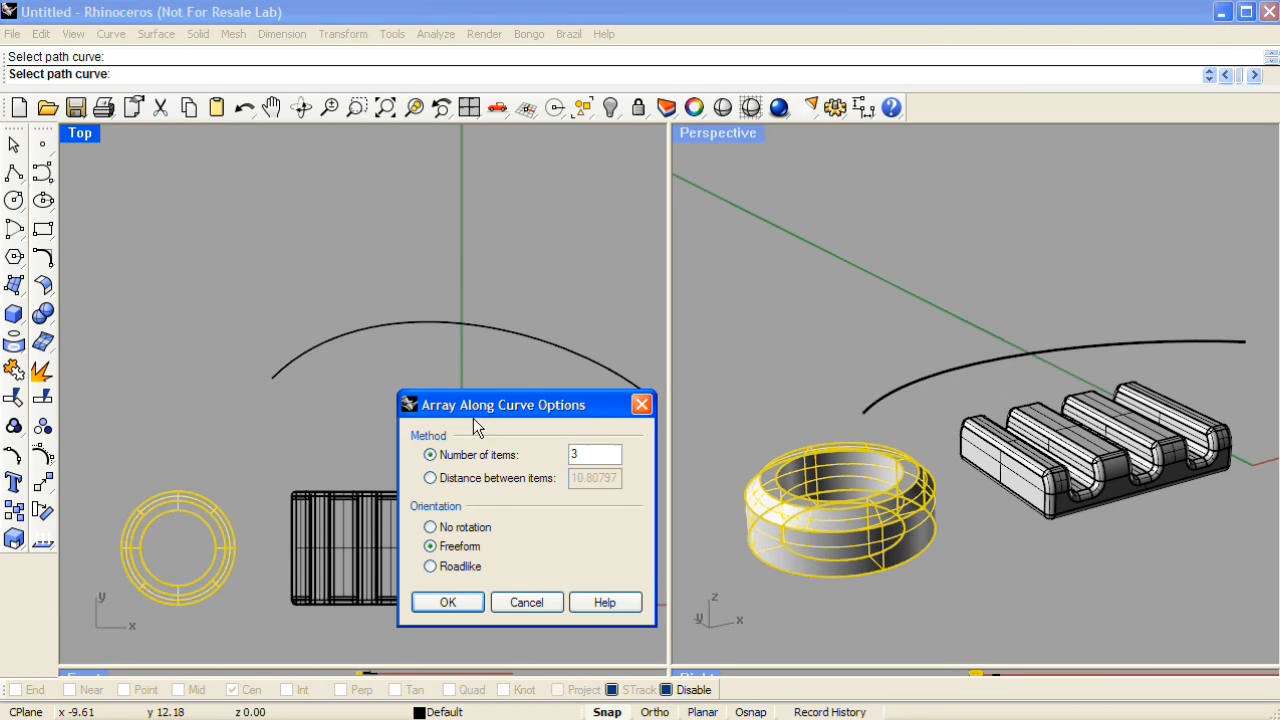 Untitled - Rhinoceros (Not For Resale Lab)
File Edit View Curve Surface Solid Mesh Dimension Transform Tools Analyze Render Bongo Brazil Help
Select path curve:
Select path curve:
Top
Perspective
Array Along Curve Options
Method
Number of items: 3
Distance between items: 10.80797
Orientation
No rotation
Freeform
Roadlike
OK Cancel Help
y
x
z
y
x
End Near Point Mid Cen Int Perp Tan Quad Knot Project STrack Disable
CPlane x -9.61 y 12.18 z 0.00 Default Snap Ortho Planar Osnap Record History